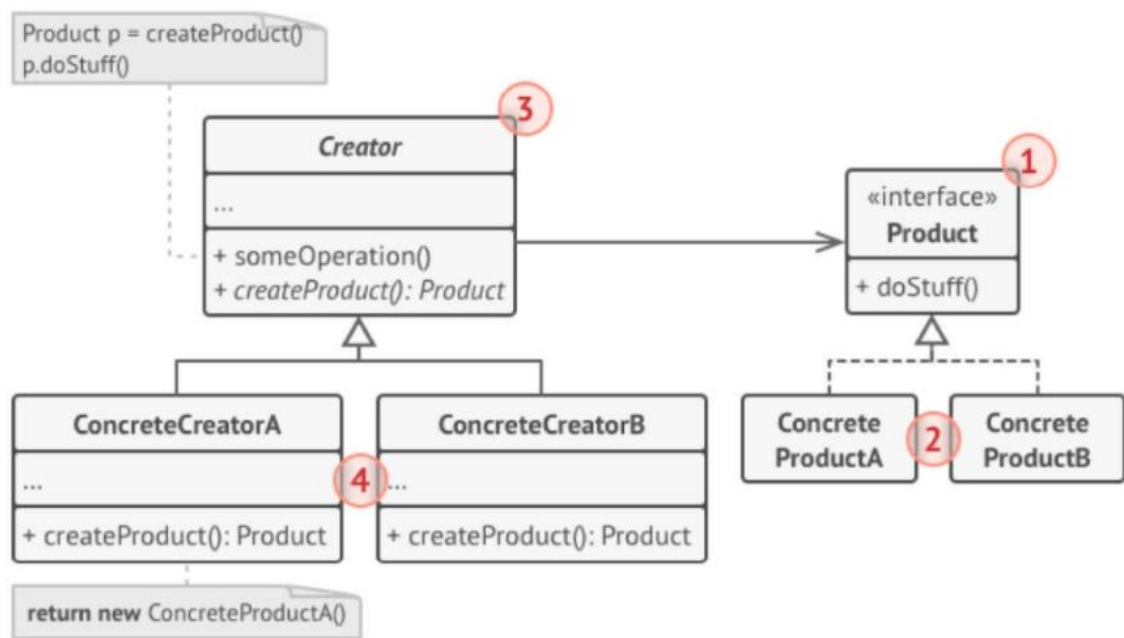 Product p = createProduct()
p.doStuff()
3
Creator
...
+ someOperation()
+ createProduct(): Product
1
«interface»
Product
+ doStuff()
ConcreteCreatorA
...
+ createProduct(): Product
4
ConcreteCreatorB
...
+ createProduct(): Product
Concrete
ProductA
2
Concrete
ProductB
return new ConcreteProductA()